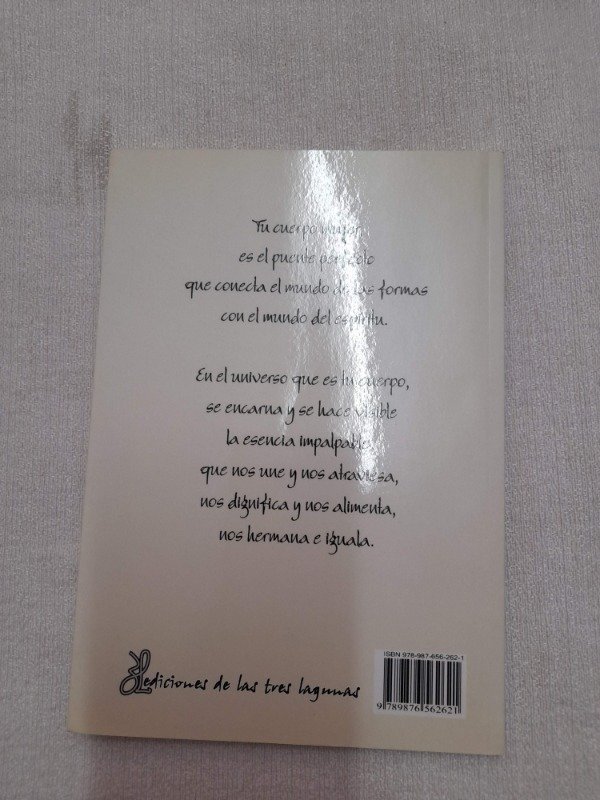 Tu cuerpo mujer
es el puente perfecto
que conecta el mundo de las formas
con el mundo del espíritu.
En el universo que es tu cuerpo,
se encarna y se hace visible
la esencia impalpable
que nos une y nos atraviesa,
nos dignifica y nos alimenta,
nos hermana e iguala.
ISBN 978-987-656-262-1
ediciones de las tres lagunas
9 789876 562621